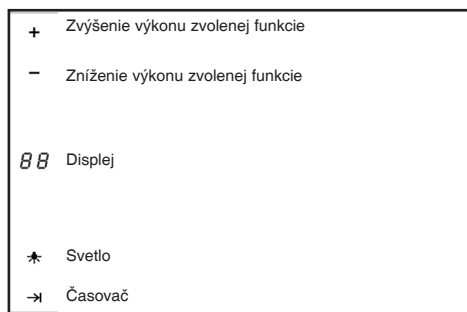 + Zvýšenie výkonu zvolenej funkcie
− Zníženie výkonu zvolenej funkcie
88 Displej
Svetlo
Časovač